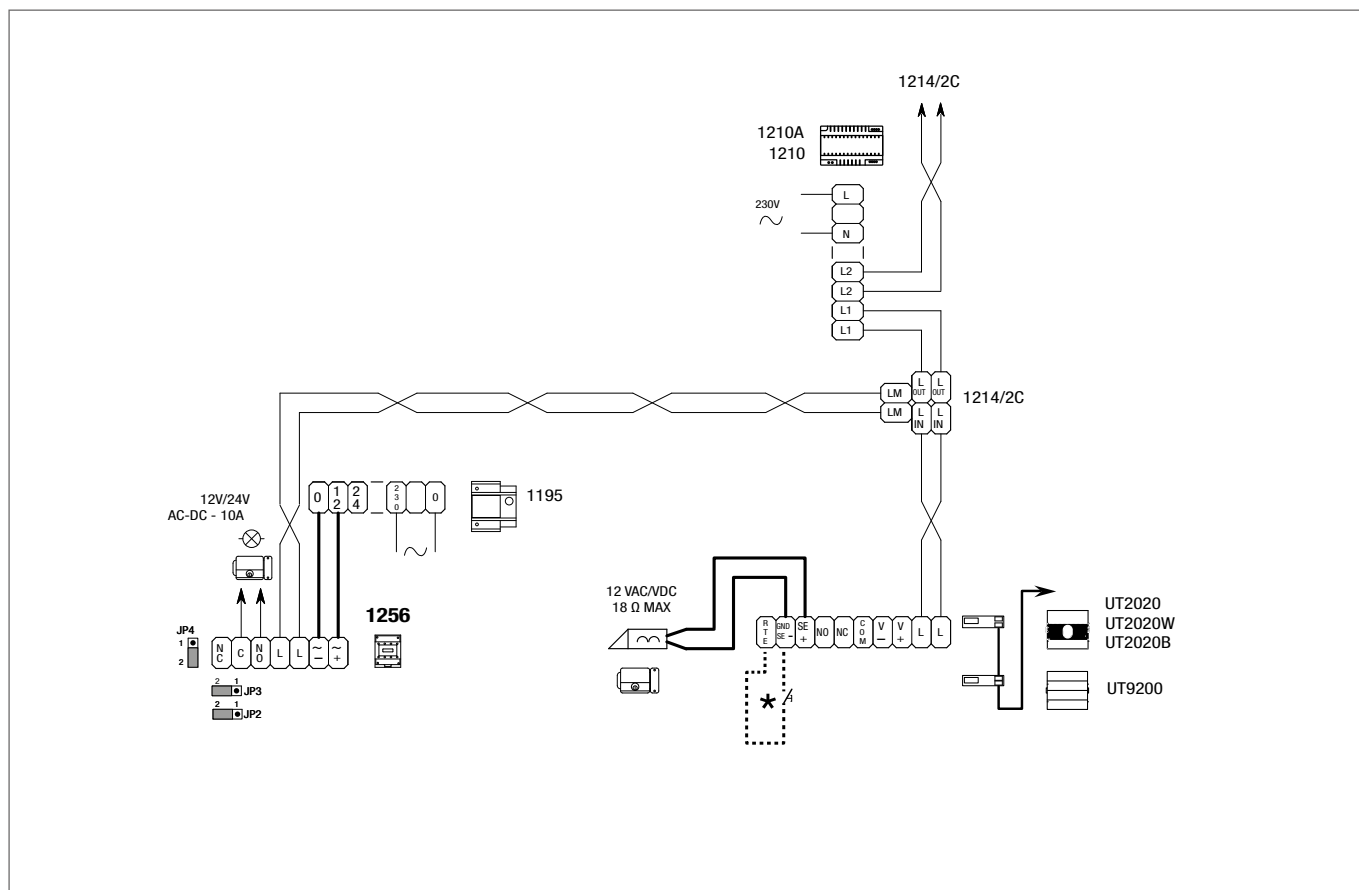 1214/2C
1210A
1210
L
230V
N
L2
L2
L1
L1
LM
L OUT
L OUT
1214/2C
LM
L IN
L IN
12V/24V
AC-DC - 10A
0
12
24
230
0
1195
12 VAC/VDC
18 Ω MAX
1256
JP4
1
2
NC
C
NO
L
L
~ –
~ +
2 1
JP3
2 1
JP2
RTE
GND SE -
SE +
NO
NC
COM
V –
V +
L
L
*
UT2020
UT2020W
UT2020B
UT9200